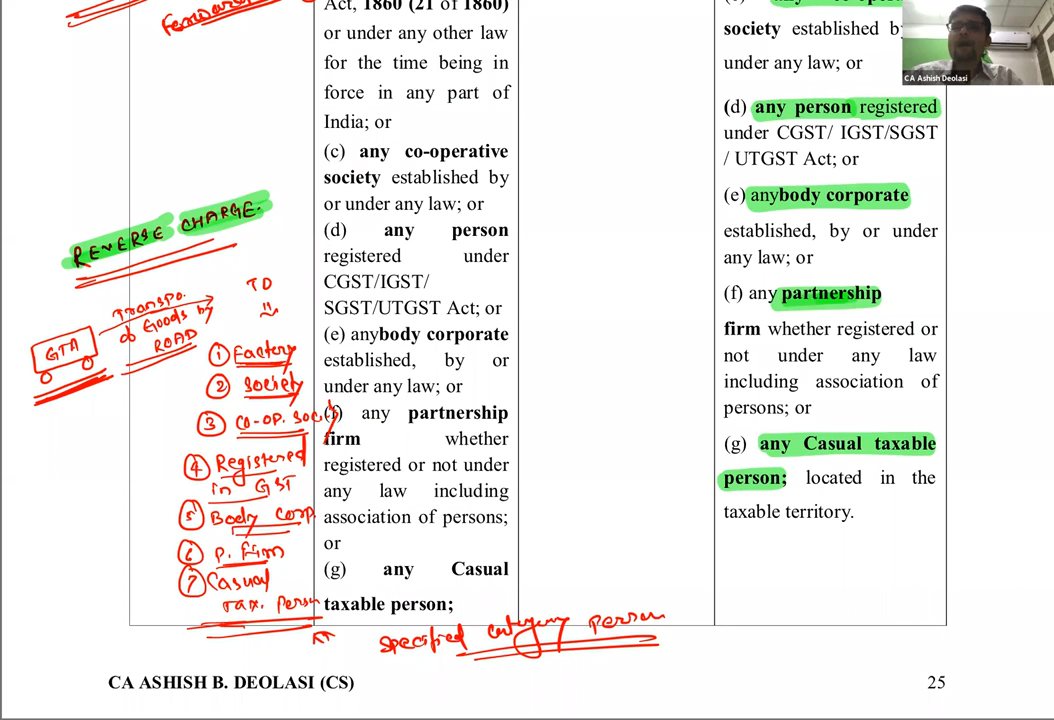 Forward
REVERSE CHARGE.
GTA
Transpo.
of Goods by
ROAD
TO
① Factory
② Society
③ CO-OP. Soc
④ Registered
in GST
⑤ Body Corp.
⑥ P. firm
⑦ Casual
Tax. Person
Act, 1860 (21 of 1860)
or under any other law
for the time being in
force in any part of
India; or
(c) any co-operative
society established by
or under any law; or
(d) any person
registered under
CGST/IGST/
SGST/UTGST Act; or
(e) anybody corporate
established, by or
under any law; or
(f) any partnership
firm whether
registered or not under
any law including
association of persons;
or
(g) any Casual
taxable person;
specified category person
society established b
under any law; or
(d) any person registered
under CGST/ IGST/SGST
/ UTGST Act; or
(e) anybody corporate
established, by or under
any law; or
(f) any partnership
firm whether registered or
not under any law
including association of
persons; or
(g) any Casual taxable
person; located in the
taxable territory.
CA Ashish Deolasi
CA ASHISH B. DEOLASI (CS)
25